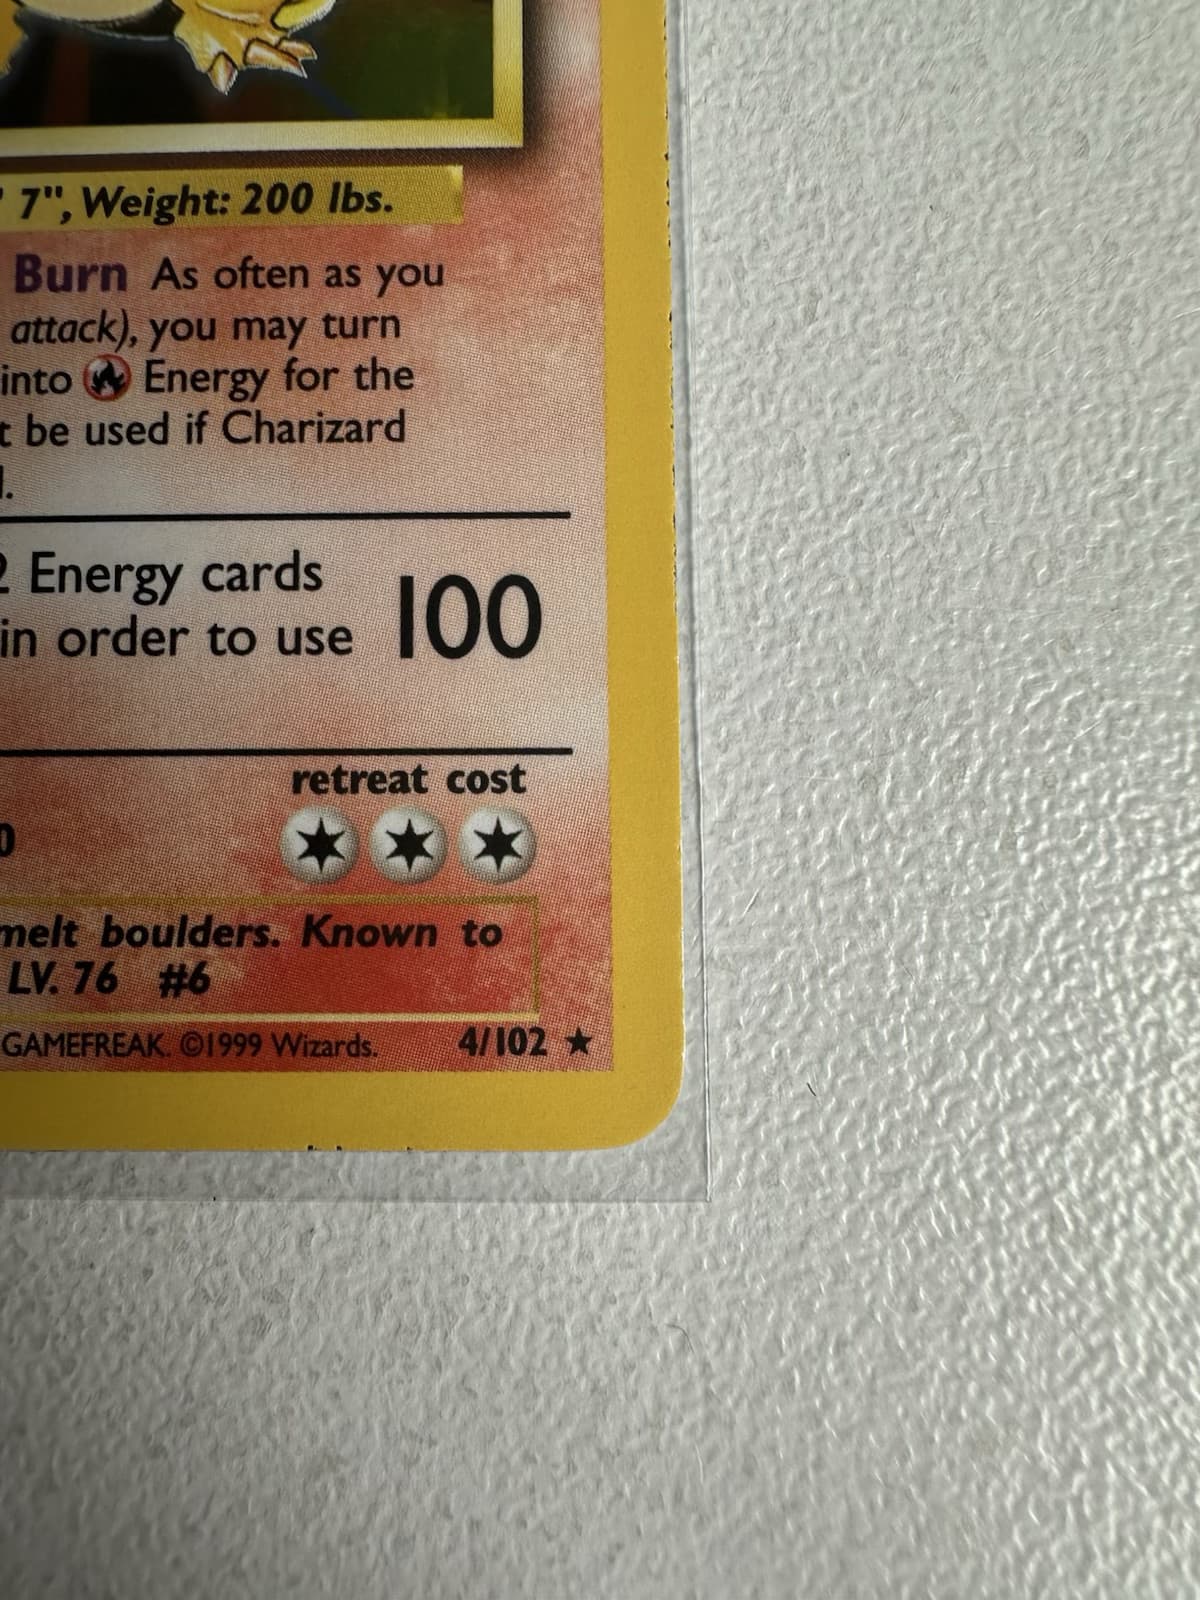 7", Weight: 200 lbs.
Burn As often as you
attack), you may turn
into Energy for the
be used if Charizard
2 Energy cards
in order to use
100
retreat cost
0
melt boulders. Known to
LV. 76 #6
GAMEFREAK. ©1999 Wizards. 4/102 ★